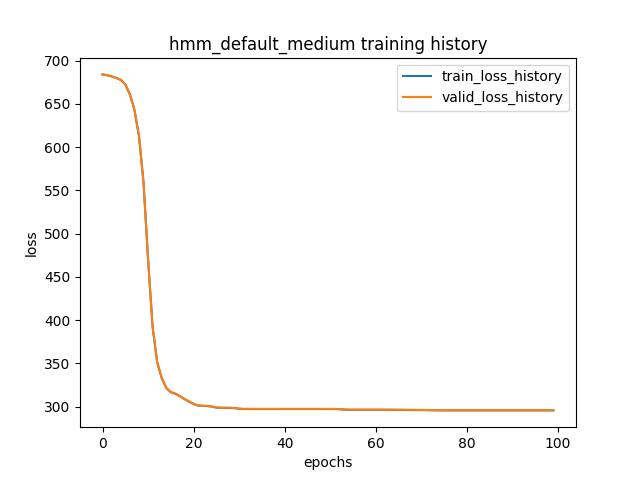 hmm_default_medium training history
train_loss_history
valid_loss_history
loss
700
650
600
550
500
450
400
350
300
0 20 40 60 80 100
epochs